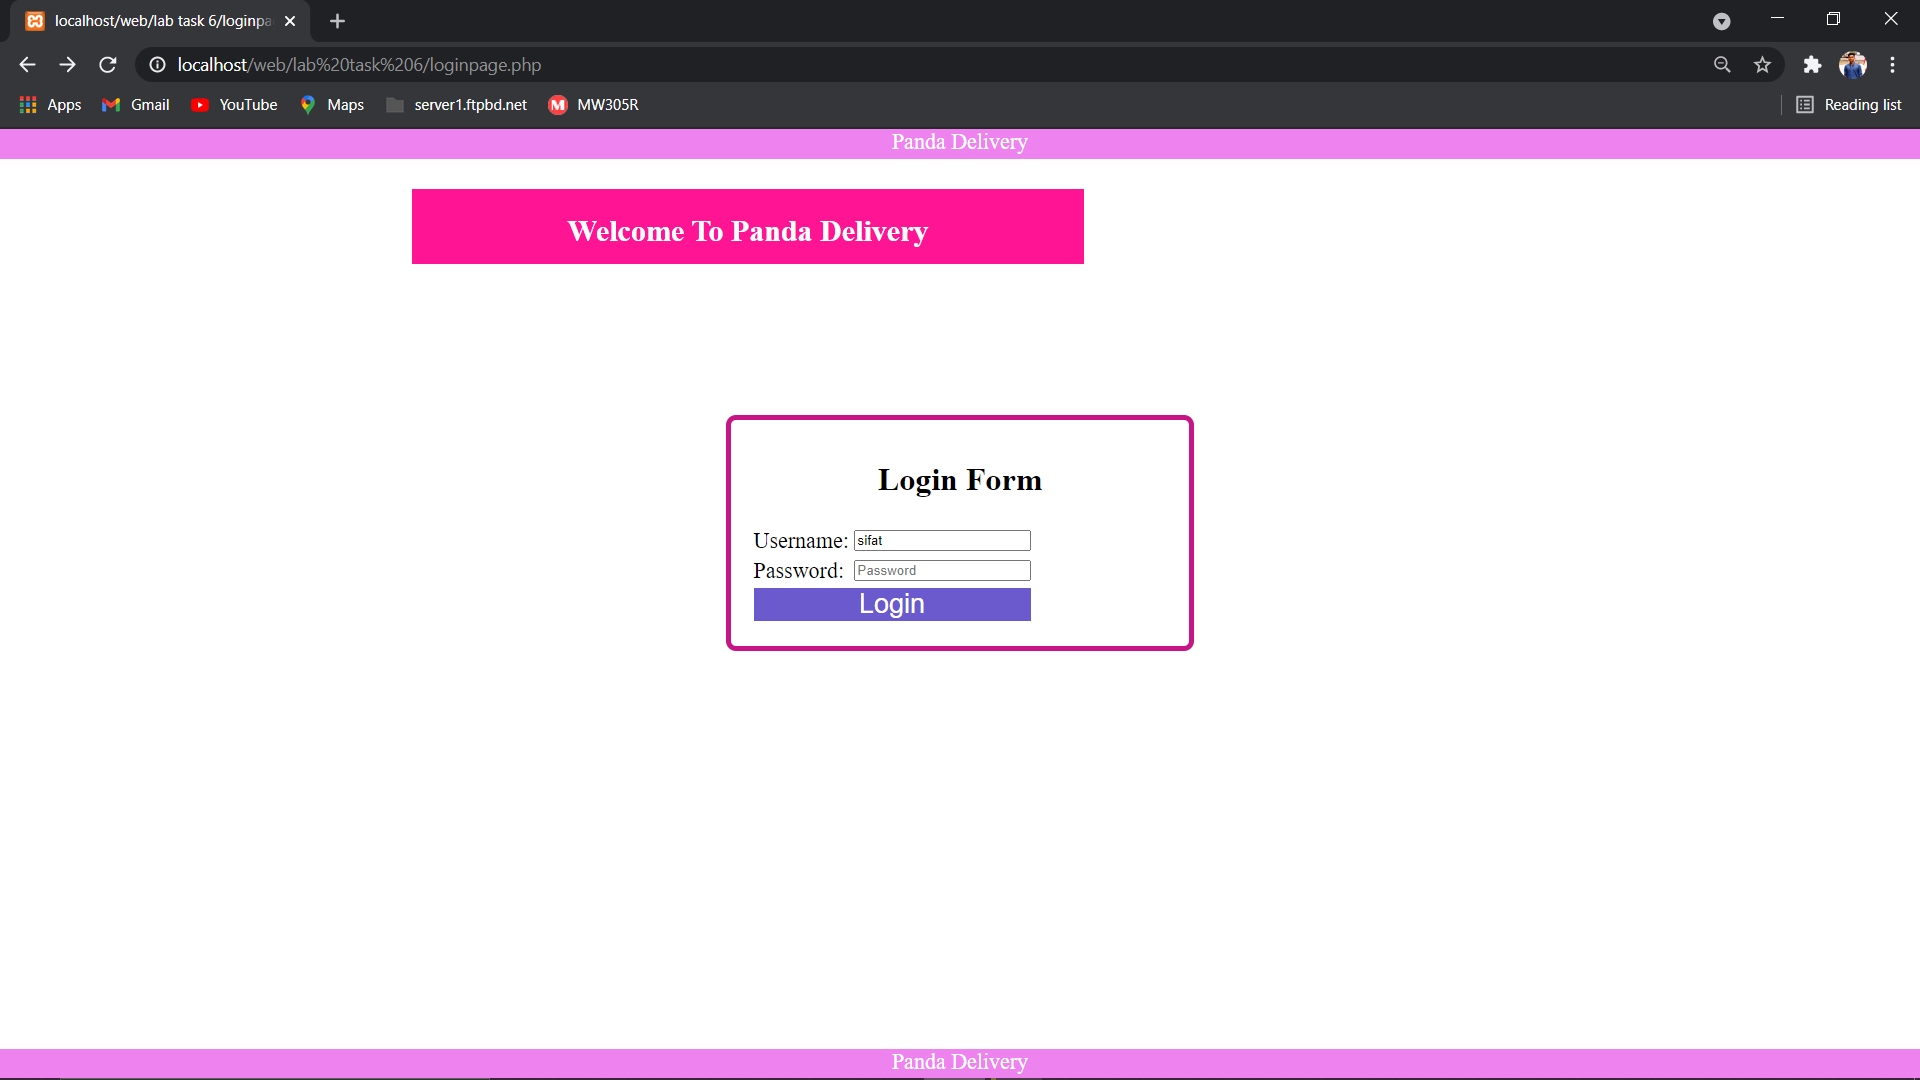 localhost/web/lab task 6/loginpa
localhost/web/lab%20task%206/loginpage.php
Apps Gmail YouTube Maps server1.ftpbd.net M MW305R Reading list
Panda Delivery
Welcome To Panda Delivery
Login Form
Username: sifat
Password: Password
Login
Panda Delivery